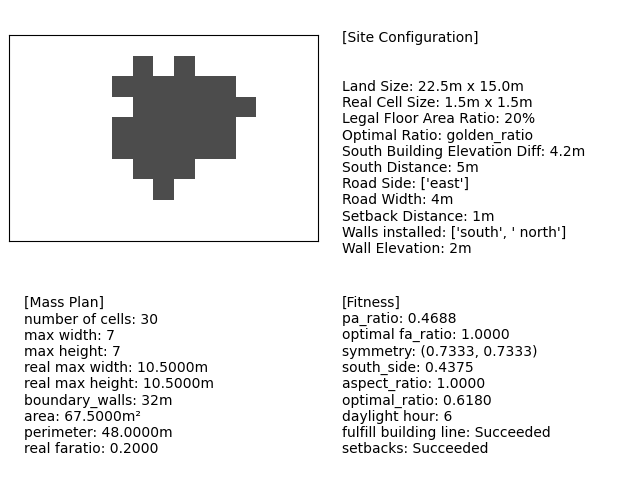 [Site Configuration]
Land Size: 22.5m x 15.0m
Real Cell Size: 1.5m x 1.5m
Legal Floor Area Ratio: 20%
Optimal Ratio: golden_ratio
South Building Elevation Diff: 4.2m
South Distance: 5m
Road Side: ['east']
Road Width: 4m
Setback Distance: 1m
Walls installed: ['south', ' north']
Wall Elevation: 2m
[Mass Plan]
number of cells: 30
max width: 7
max height: 7
real max width: 10.5000m
real max height: 10.5000m
boundary_walls: 32m
area: 67.5000m²
perimeter: 48.0000m
real faratio: 0.2000
[Fitness]
pa_ratio: 0.4688
optimal fa_ratio: 1.0000
symmetry: (0.7333, 0.7333)
south_side: 0.4375
aspect_ratio: 1.0000
optimal_ratio: 0.6180
daylight hour: 6
fulfill building line: Succeeded
setbacks: Succeeded